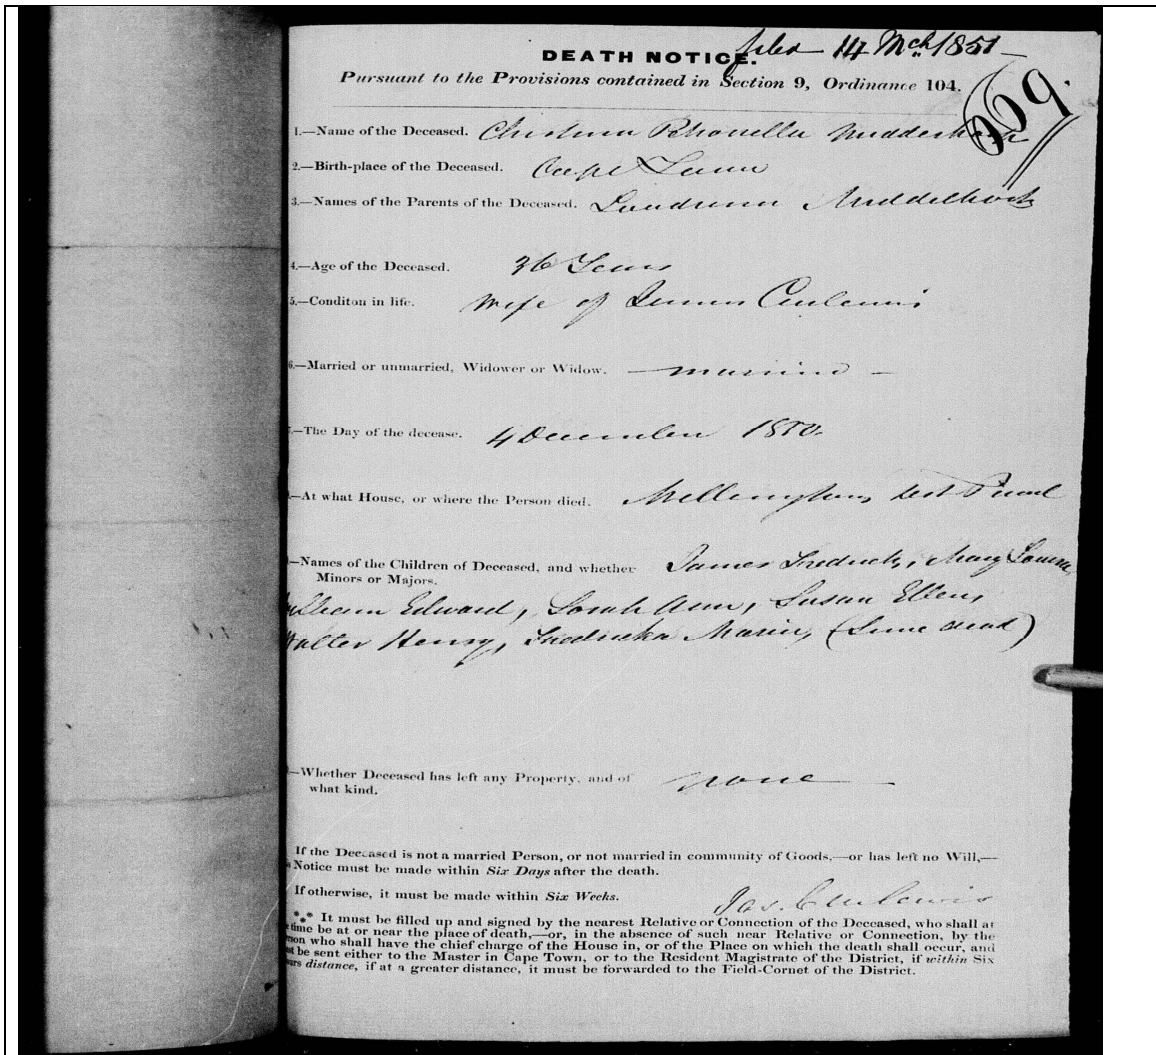 filed 14 Mch 1851
DEATH NOTICE.
Pursuant to the Provisions contained in Section 9, Ordinance 104.
669.
1.—Name of the Deceased. Christina Petronella Middelkoop
2.—Birth-place of the Deceased. Cape Town
3.—Names of the Parents of the Deceased.
4.—Age of the Deceased. 36 Years
5.—Conditon in life. Wife of James
6.—Married or unmarried, Widower or Widow. married
—The Day of the decease. 4 December 1850.
—At what House, or where the Person died. Wellington
—Names of the Children of Deceased, and whether James Fredrick, Mary
Minors or Majors.
Edward, Sarah Ann, Susan Ellen,
Walter Henry, Fredricka Maria, (Since dead)
—Whether Deceased has left any Property, and of none
what kind.
If the Deceased is not a married Person, or not married in community of Goods,—or has left no Will,—
Notice must be made within Six Days after the death.
If otherwise, it must be made within Six Weeks. Jas.
*** It must be filled up and signed by the nearest Relative or Connection of the Deceased, who shall at
time be at or near the place of death,—or, in the absence of such near Relative or Connection, by the
who shall have the chief charge of the House in, or of the Place on which the death shall occur, and
be sent either to the Master in Cape Town, or to the Resident Magistrate of the District, if within Six
distance, if at a greater distance, it must be forwarded to the Field-Cornet of the District.